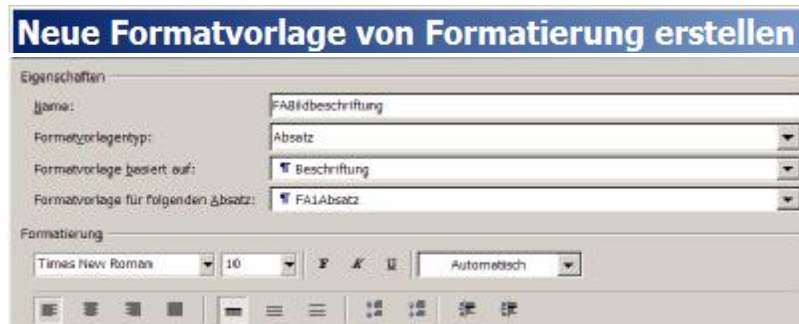 Neue Formatvorlage von Formatierung erstellen
Eigenschaften
Name: FABildbeschriftung
Formatvorlagentyp: Absatz
Formatvorlage basiert auf: ¶ Beschriftung
Formatvorlage für folgenden Absatz: ¶ FA1Absatz
Formatierung
Times New Roman 10 F K U Automatisch